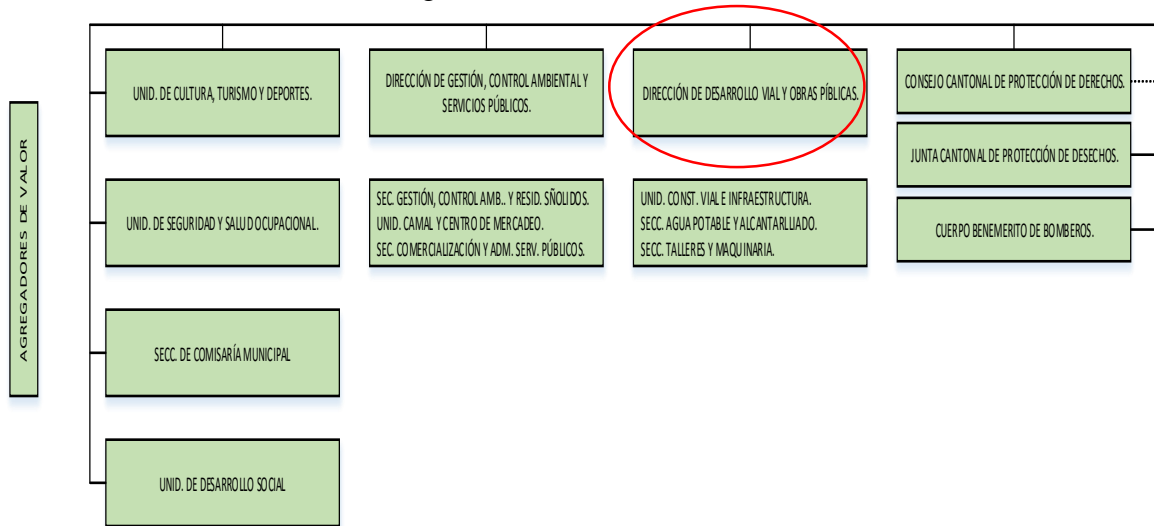 AGREGADORES DE VALOR
UNID. DE CULTURA, TURISMO Y DEPORTES.
DIRECCIÓN DE GESTIÓN, CONTROL AMBIENTAL Y
SERVICIOS PÚBLICOS.
DIRECCIÓN DE DESARROLLO VIAL Y OBRAS PÍBLICAS.
CONSEJO CANTONAL DE PROTECCIÓN DE DERECHOS.
JUNTA CANTONAL DE PROTECCIÓN DE DESECHOS.
UNID. DE SEGURIDAD Y SALUD OCUPACIONAL.
SEC. GESTIÓN, CONTROL AMB.. Y RESID. SÑOLIDOS.
UNID. CAMAL Y CENTRO DE MERCADEO.
SEC. COMERCIALIZACIÓN Y ADM. SERV. PÚBLICOS.
UNID. CONST. VIAL E INFRAESTRUCTURA.
SECC. AGUA POTABLE Y ALCANTARLIJADO.
SECC. TALLERES Y MAQUINARIA.
CUERPO BENEMERITO DE BOMBEROS.
SECC. DE COMISARÍA MUNICIPAL
UNID. DE DESARROLLO SOCIAL